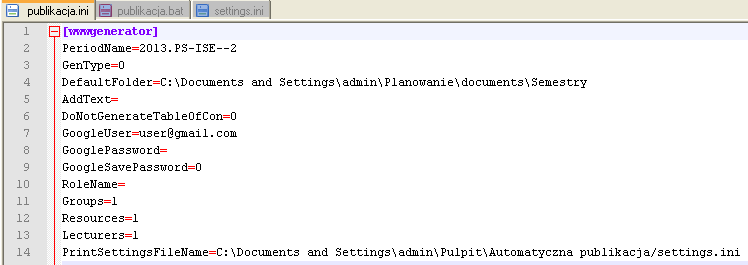 publikacja.ini publikacja.bat settings.ini
1 [wwwgenerator]
2 PeriodName=2013.PS-ISE--2
3 GenType=0
4 DefaultFolder=C:\Documents and Settings\admin\Planowanie\documents\Semestry
5 AddText=
6 DoNotGenerateTableOfCon=0
7 GoogleUser=user@gmail.com
8 GooglePassword=
9 GoogleSavePassword=0
10 RoleName=
11 Groups=1
12 Resources=1
13 Lecturers=1
14 PrintSettingsFileName=C:\Documents and Settings\admin\Pulpit\Automatyczna publikacja/settings.ini